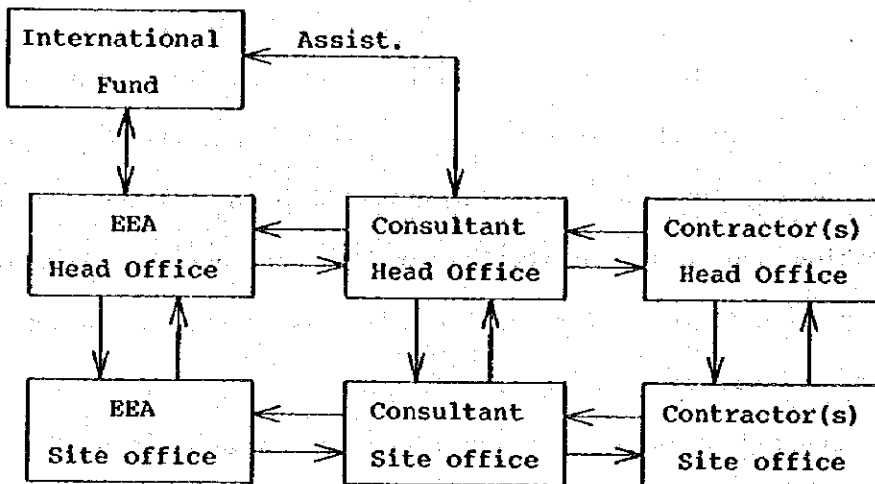 International
Fund
Assist.
EEA
Head Office
Consultant
Head Office
Contractor(s)
Head Office
EEA
Site office
Consultant
Site office
Contractor(s)
Site office